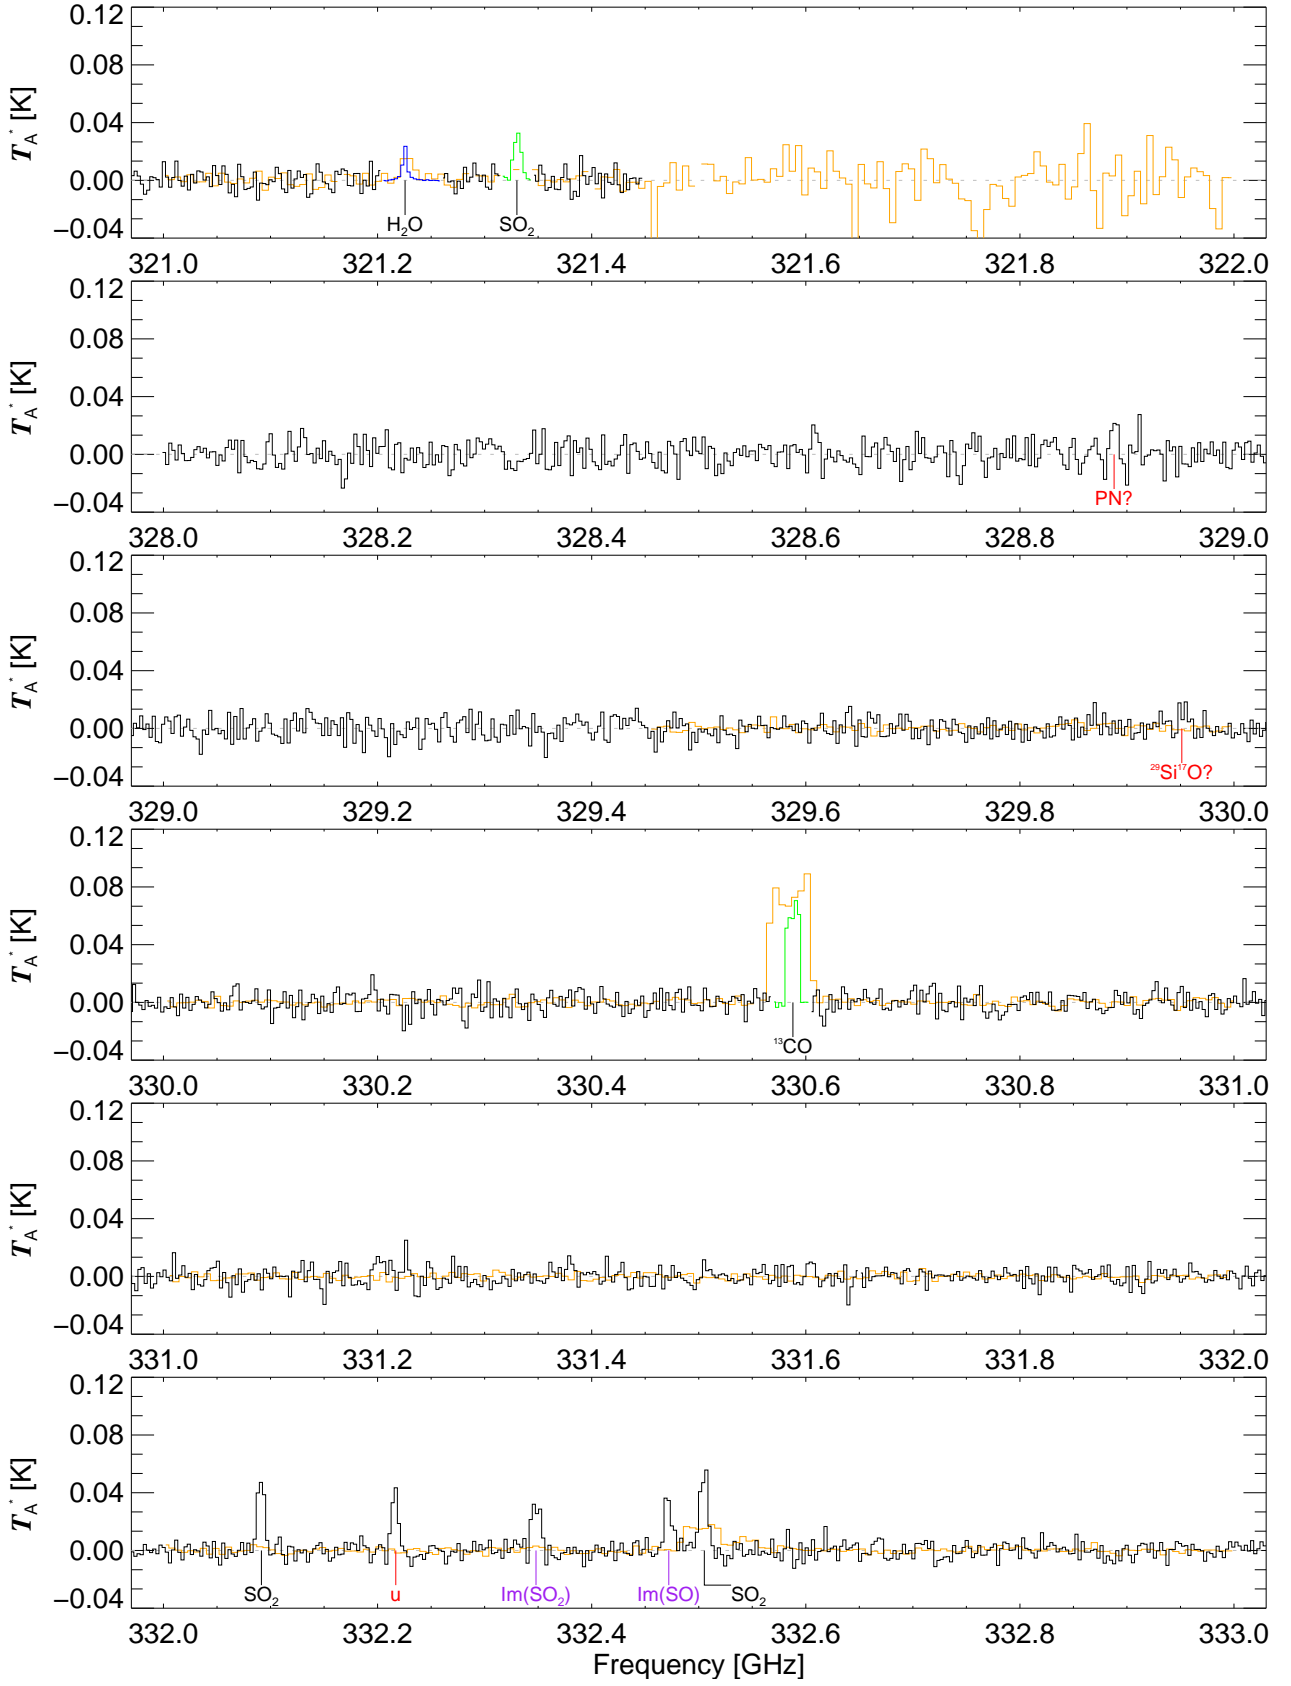 0.12
0.08
0.04
0.00
−0.04
T_A^* [K]
H₂O
SO₂
321.0 321.2 321.4 321.6 321.8 322.0
0.12
0.08
0.04
0.00
−0.04
T_A^* [K]
PN?
328.0 328.2 328.4 328.6 328.8 329.0
0.12
0.08
0.04
0.00
−0.04
T_A^* [K]
²⁹Si¹⁷O?
329.0 329.2 329.4 329.6 329.8 330.0
0.12
0.08
0.04
0.00
−0.04
T_A^* [K]
¹³CO
330.0 330.2 330.4 330.6 330.8 331.0
0.12
0.08
0.04
0.00
−0.04
T_A^* [K]
331.0 331.2 331.4 331.6 331.8 332.0
0.12
0.08
0.04
0.00
−0.04
T_A^* [K]
SO₂ u Im(SO₂) Im(SO) SO₂
332.0 332.2 332.4 332.6 332.8 333.0
Frequency [GHz]